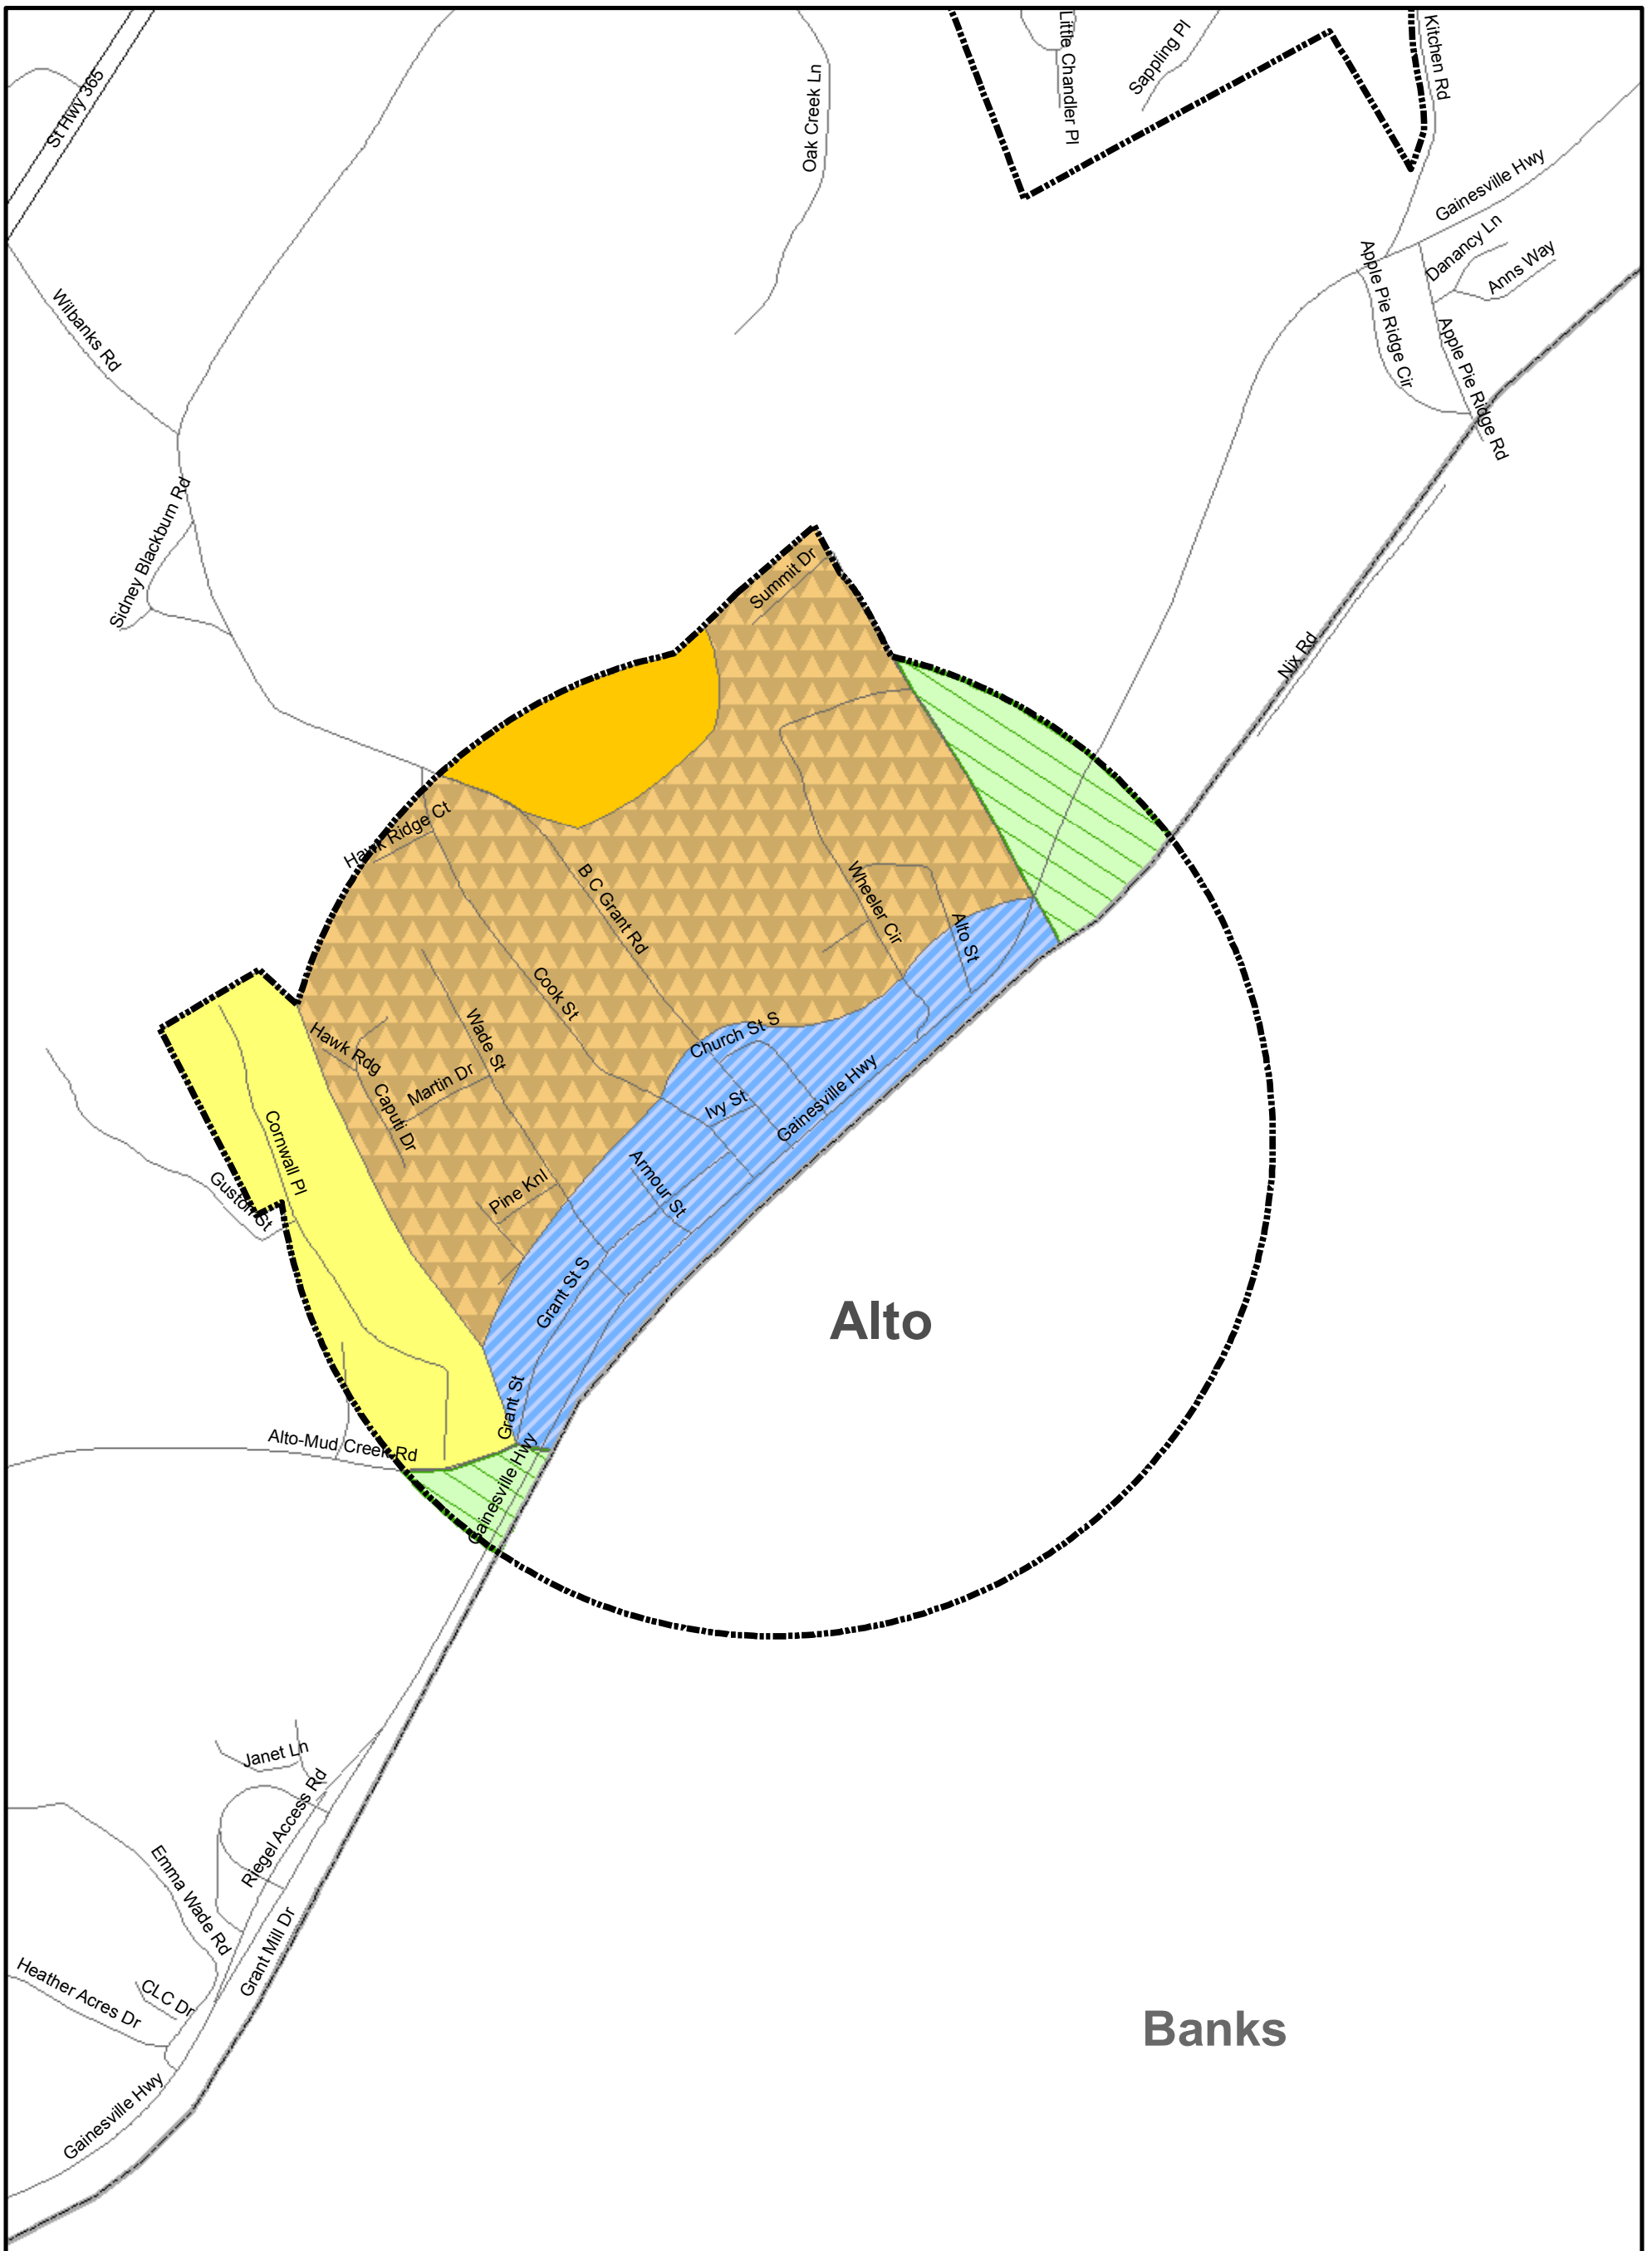 Little Chandler Pl
Sappling Pl
Kitchen Rd
St Hwy 365
Oak Creek Ln
Gainesville Hwy
Danancy Ln
Anns Way
Apple Pie Ridge Cir
Apple Pie Ridge Rd
Wilbanks Rd
Sidney Blackburn Rd
Summit Dr
Nix Rd
Hawk Ridge Ct
B C Grant Rd
Wheeler Cir
Alto St
Cook St
Church St S
Wade St
Hawk Rdg
Martin Dr
Caputi Dr
Ivy St
Gainesville Hwy
Cornwall Pl
Guston St
Pine Knl
Armour St
Grant St S
Alto
Grant St
Alto-Mud Creek Rd
Gainesville Hwy
Janet Ln
Riegel Access Rd
Emma Wade Rd
Grant Mill Dr
Heather Acres Dr
CLC Dr
Banks
Gainesville Hwy